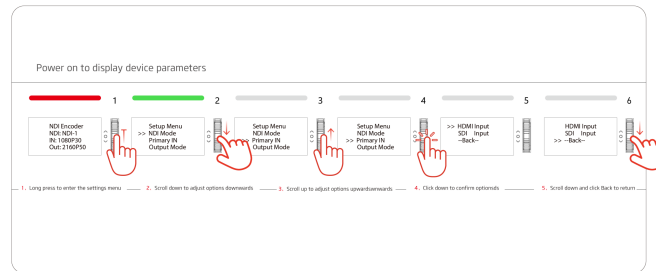 Power on to display device parameters
1
2
3
4
5
6
NDI Encoder
NDI: NDI-1
IN: 1080P30
Out: 2160P50
Setup Menu
>> NDI Mode
Primary IN
Output Mode
Setup Menu
NDI Mode
>> Primary IN
Output Mode
Setup Menu
NDI Mode
>> Primary IN
Output Mode
>> HDMI Input
SDI Input
--Back--
HDMI Input
SDI Input
>> --Back--
1. Long press to enter the settings menu
2. Scroll down to adjust options downwards
3. Scroll up to adjust options upwardsverwards
4. Click down to confirm optionsds
5. Scroll down and click Back to return